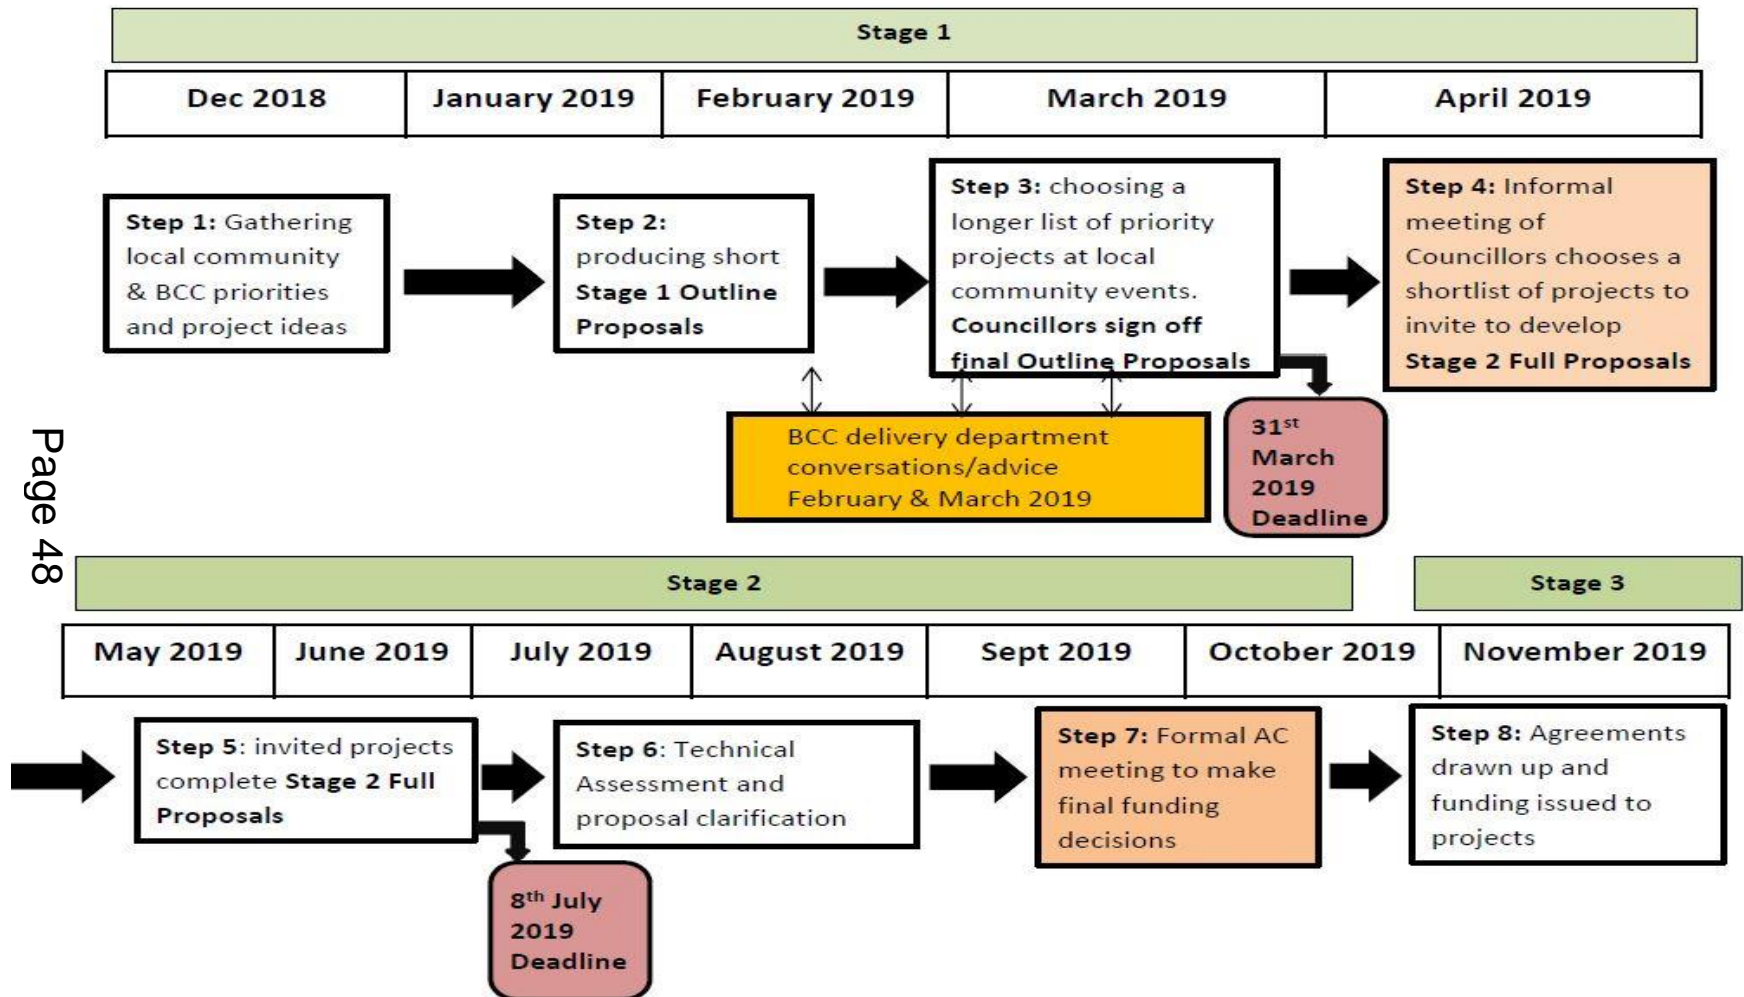 Stage 1
Dec 2018
January 2019
February 2019
March 2019
April 2019
Step 1: Gathering
local community
& BCC priorities
and project ideas
Step 2:
producing short
Stage 1 Outline
Proposals
Step 3: choosing a
longer list of priority
projects at local
community events.
Councillors sign off
final Outline Proposals
Step 4: Informal
meeting of
Councillors chooses a
shortlist of projects to
invite to develop
Stage 2 Full Proposals
BCC delivery department
conversations/advice
February & March 2019
31st
March
2019
Deadline
Page 48
Stage 2
Stage 3
May 2019
June 2019
July 2019
August 2019
Sept 2019
October 2019
November 2019
Step 5: invited projects
complete Stage 2 Full
Proposals
Step 6: Technical
Assessment and
proposal clarification
Step 7: Formal AC
meeting to make
final funding
decisions
Step 8: Agreements
drawn up and
funding issued to
projects
8th July
2019
Deadline